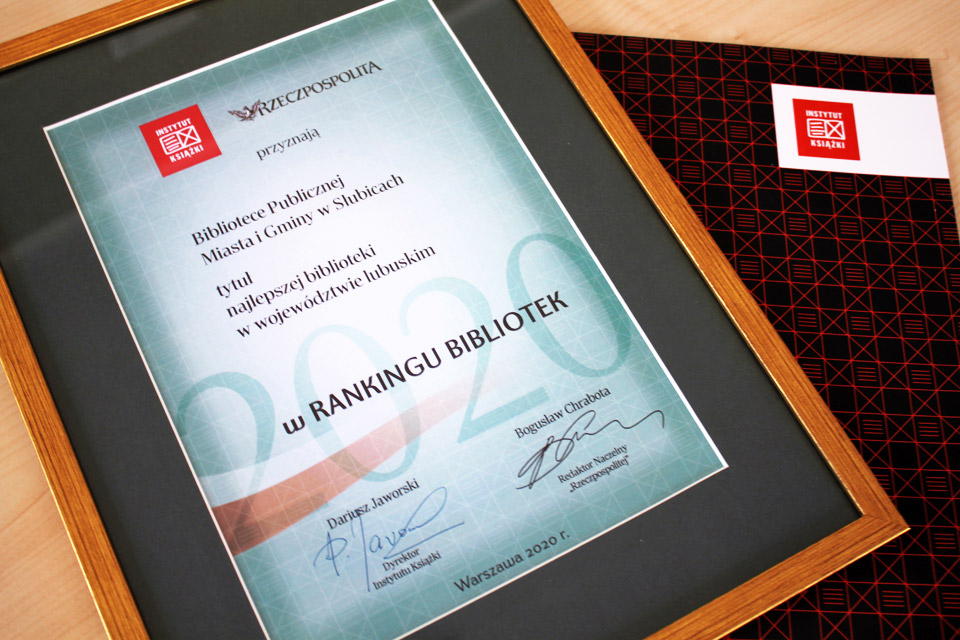 INSTYTUT
KSIĄŻKI
RZECZPOSPOLITA
przyznają
Bibliotece Publicznej
Miasta i Gminy w Słubicach
tytuł
najlepszej biblioteki
w województwie lubuskim
2020
w RANKINGU BIBLIOTEK
Bogusław Chrabota
Redaktor Naczelny
„Rzeczpospolitej”
Dariusz Jaworski
Dyrektor
Instytutu Książki
Warszawa 2020 r.
INSTYTUT
KSIĄŻKI